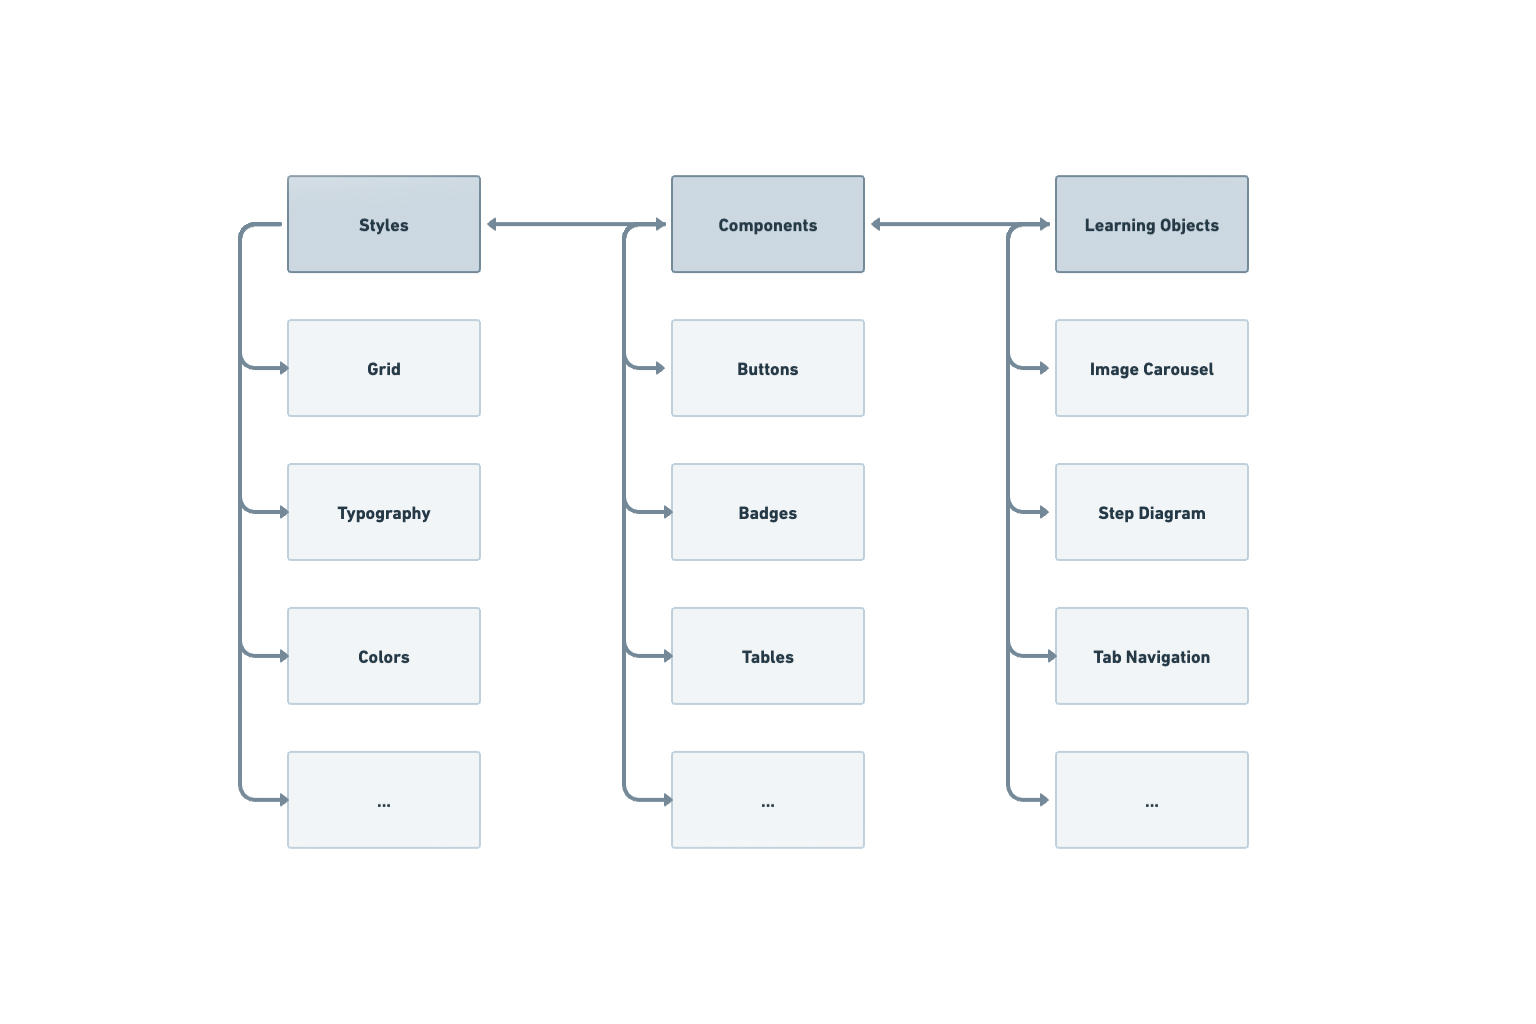 Styles
Components
Learning Objects
Grid
Buttons
Image Carousel
Typography
Badges
Step Diagram
Colors
Tables
Tab Navigation
...
...
...